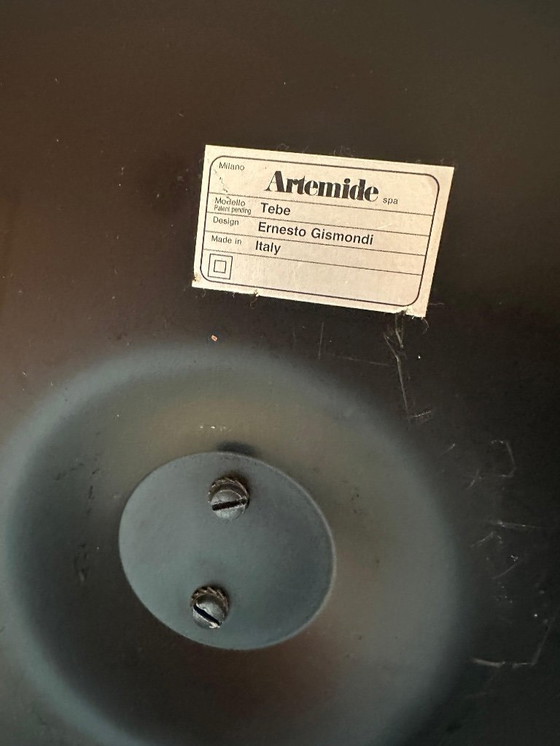 Milano
Artemide spa
Modello Tebe
Patent pending
Design Ernesto Gismondi
Made in Italy